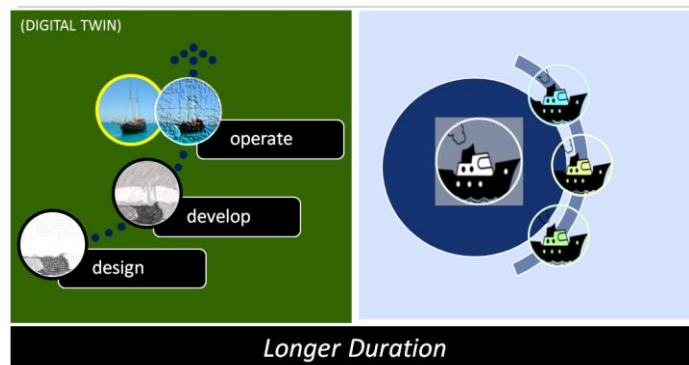 (DIGITAL TWIN)
operate
develop
design
Longer Duration